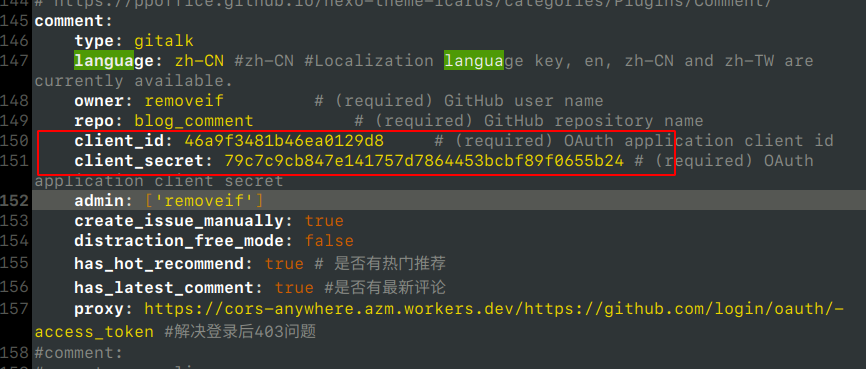 144 # https://ppoffice.github.io/hexo-theme-icarus/categories/Plugins/Comment/
145 comment:
146 type: gitalk
147 language: zh-CN #zh-CN #Localization language key, en, zh-CN and zh-TW are
currently available.
148 owner: removeif # (required) GitHub user name
149 repo: blog_comment # (required) GitHub repository name
150 client_id: 46a9f3481b46ea0129d8 # (required) OAuth application client id
151 client_secret: 79c7c9cb847e141757d7864453bcbf89f0655b24 # (required) OAuth
application client secret
152 admin: ['removeif']
153 create_issue_manually: true
154 distraction_free_mode: false
155 has_hot_recommend: true # 是否有热门推荐
156 has_latest_comment: true #是否有最新评论
157 proxy: https://cors-anywhere.azm.workers.dev/https://github.com/login/oauth/-
access_token #解决登录后403问题
158 #comment: